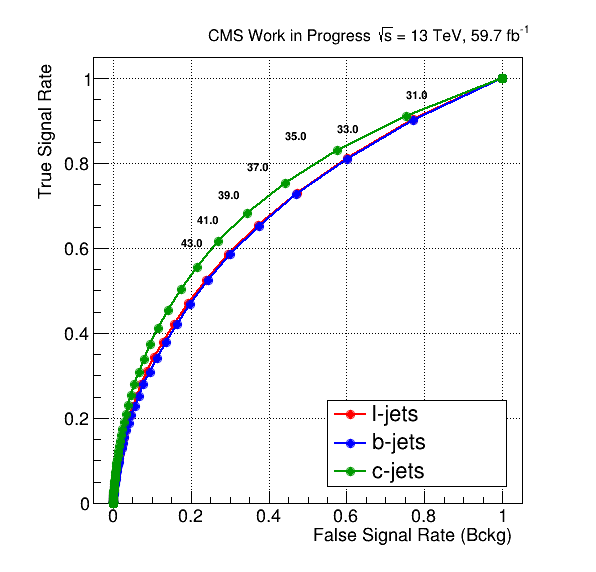 CMS Work in Progress √s = 13 TeV, 59.7 fb⁻¹
True Signal Rate
1
0.8
0.6
0.4
0.2
0
31.0
33.0
35.0
37.0
39.0
41.0
43.0
l-jets
b-jets
c-jets
0 0.2 0.4 0.6 0.8 1
False Signal Rate (Bckg)